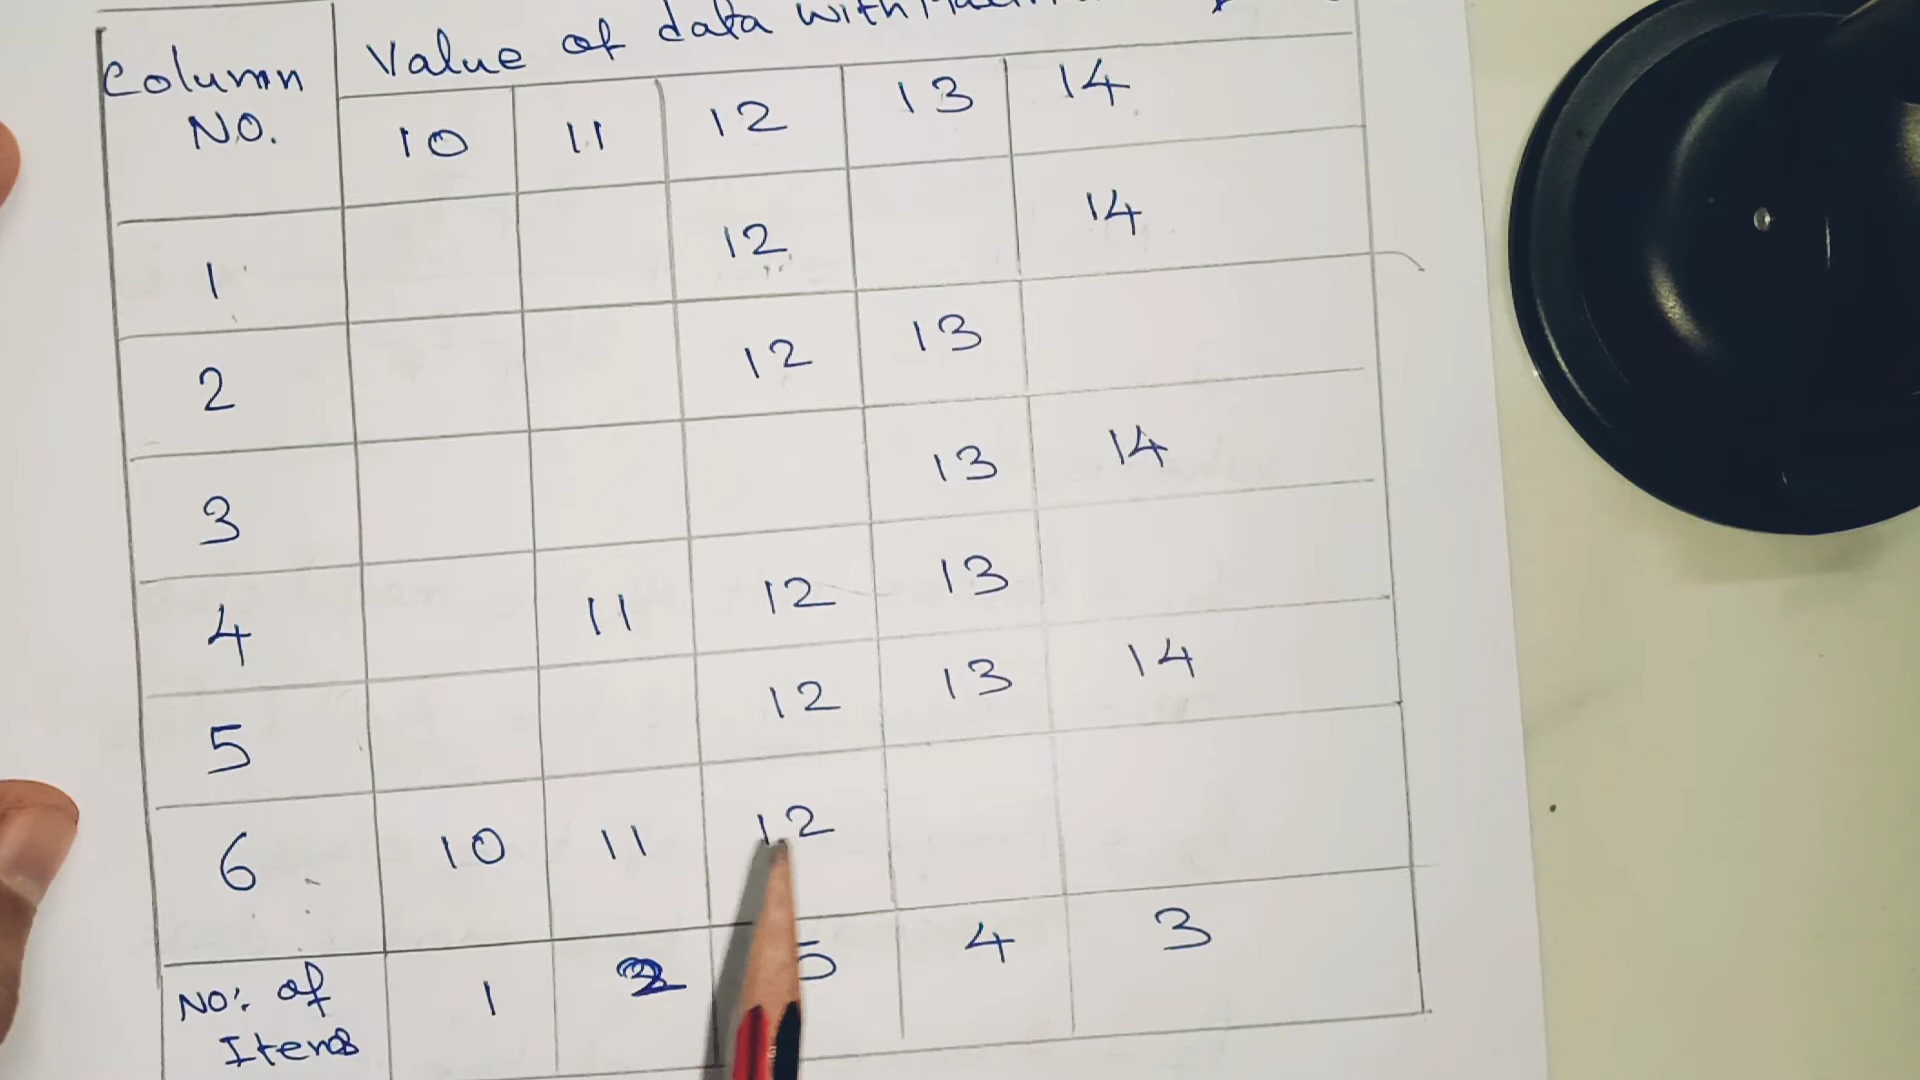 Value of data with
Column
NO.
10 11 12 13 14
1 12 14
2 12 13
3 13 14
4 11 12 13
5 12 13 14
6 10 11 12
NO: of
Items
1 2 5 4 3